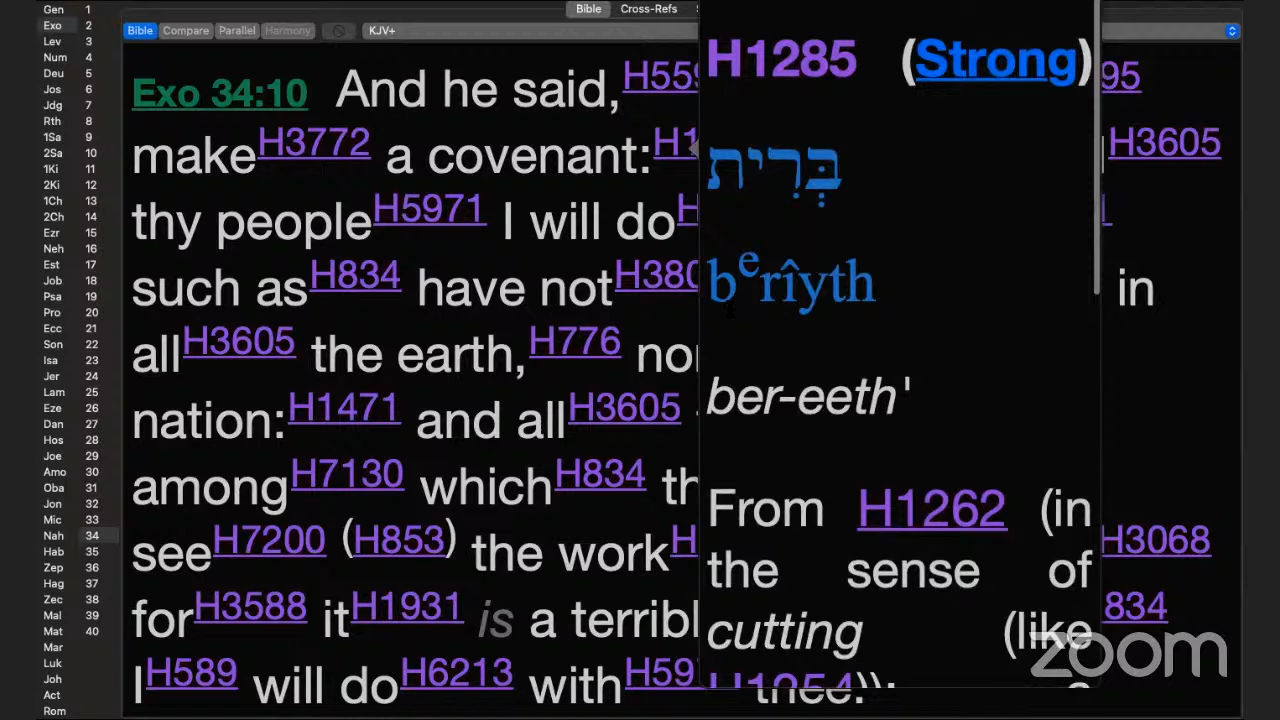 Gen 1
Exo 2
Lev 3
Num 4
Deu 5
Jos 6
Jdg 7
Rth 8
1Sa 9
2Sa 10
1Ki 11
2Ki 12
1Ch 13
2Ch 14
Ezr 15
Neh 16
Est 17
Job 18
Psa 19
Pro 20
Ecc 21
Son 22
Isa 23
Jer 24
Lam 25
Eze 26
Dan 27
Hos 28
Joe 29
Amo 30
Oba 31
Jon 32
Mic 33
Nah 34
Hab 35
Zep 36
Hag 37
Zec 38
Mal 39
Mat 40
Mar
Luk
Joh
Act
Rom
Bible Cross-Refs
Bible Compare Parallel Harmony KJV+
Exo 34:10 And he said,
make H3772 a covenant: H3605
thy people H5971 I will do
such as H834 have not in
all H3605 the earth, H776
nation: H1471 and all H3605
among H7130 which H834
see H7200 (H853) the work H3068
for H3588 it H1931 is a 834
I H589 will do H6213 with
H1285 (Strong)
בְּרִית
berîyth
ber-eeth'
From H1262 (in
the sense of
cutting (like
H1254)):
thee.
zoom